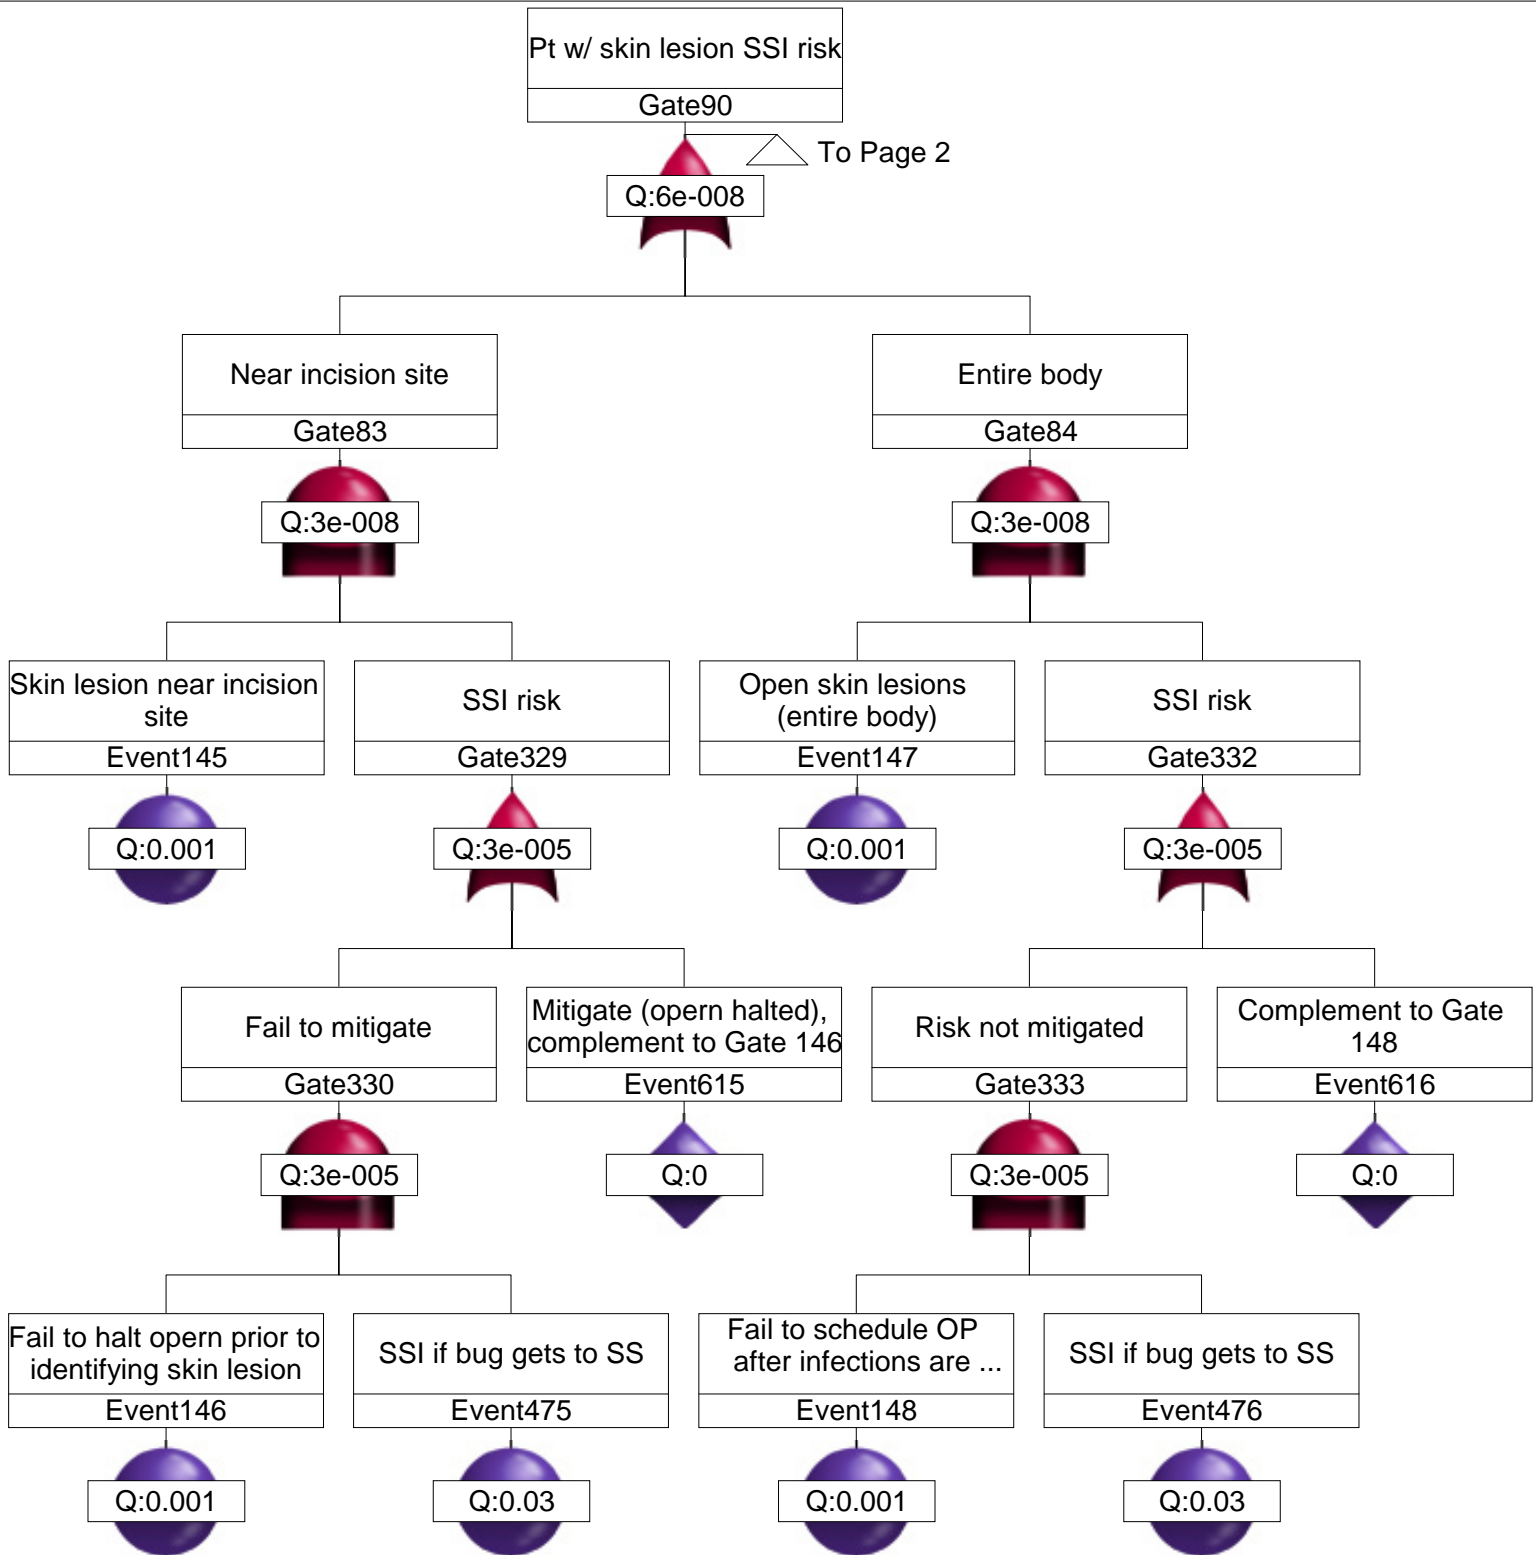 Pt w/ skin lesion SSI risk
Gate90
To Page 2
Q:6e-008
Near incision site
Gate83
Q:3e-008
Entire body
Gate84
Q:3e-008
Skin lesion near incision
site
Event145
Q:0.001
SSI risk
Gate329
Q:3e-005
Open skin lesions
(entire body)
Event147
Q:0.001
SSI risk
Gate332
Q:3e-005
Fail to mitigate
Gate330
Q:3e-005
Mitigate (opern halted),
complement to Gate 146
Event615
Q:0
Risk not mitigated
Gate333
Q:3e-005
Complement to Gate
148
Event616
Q:0
Fail to halt opern prior to
identifying skin lesion
Event146
Q:0.001
SSI if bug gets to SS
Event475
Q:0.03
Fail to schedule OP
after infections are ...
Event148
Q:0.001
SSI if bug gets to SS
Event476
Q:0.03